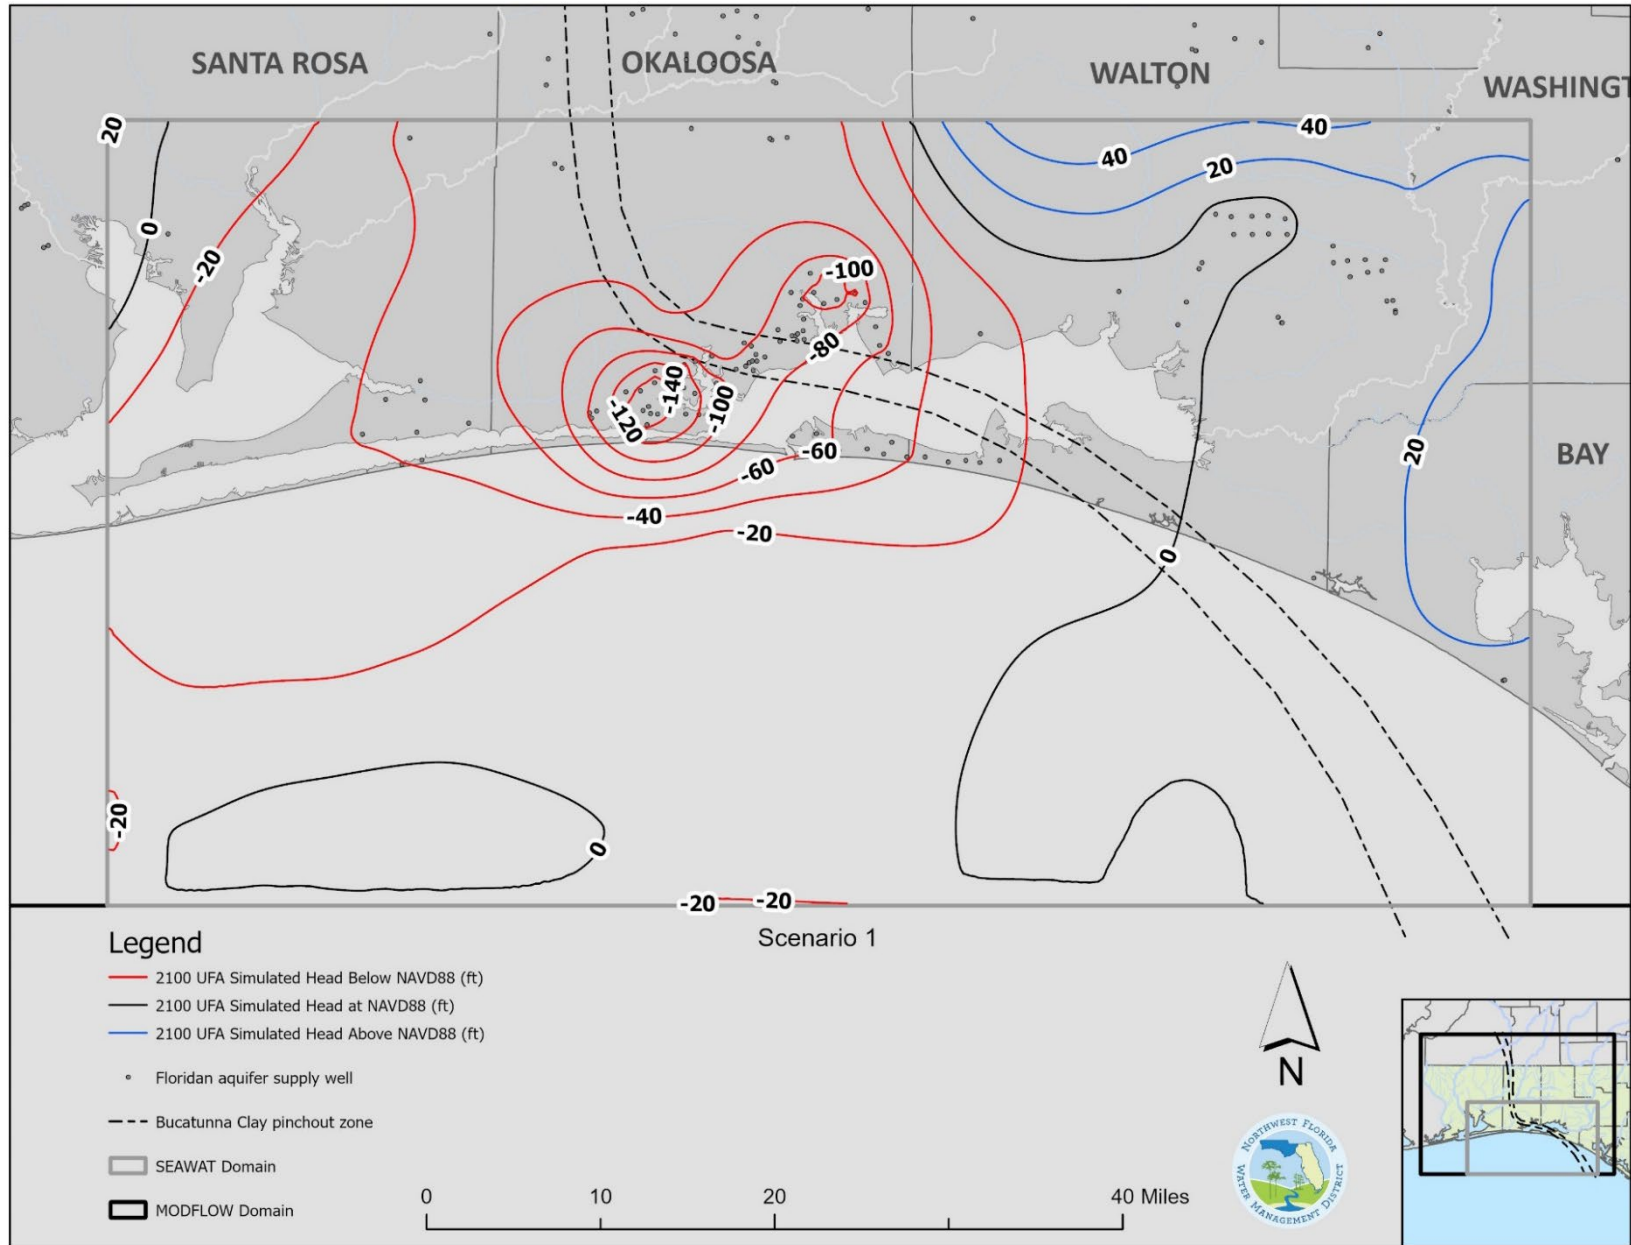 SANTA ROSA
OKALOOSA
WALTON
WASHINGT
20
40
40
20
0
-20
-100
-80
-140
-120
-100
20
BAY
-60
-60
-40
-20
0
-20
0
-20
-20
Scenario 1
Legend
2100 UFA Simulated Head Below NAVD88 (ft)
2100 UFA Simulated Head at NAVD88 (ft)
2100 UFA Simulated Head Above NAVD88 (ft)
Floridan aquifer supply well
Bucatunna Clay pinchout zone
SEAWAT Domain
MODFLOW Domain
0 10 20 40 Miles
N
NORTHWEST FLORIDA
WATER MANAGEMENT DISTRICT